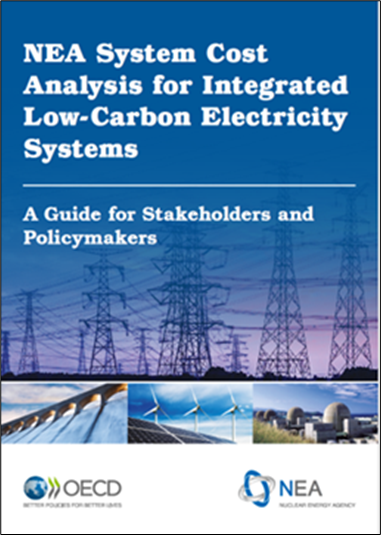 NEA System Cost
Analysis for Integrated
Low-Carbon Electricity
Systems
A Guide for Stakeholders and
Policymakers
OECD
BETTER POLICIES FOR BETTER LIVES
NEA
NUCLEAR ENERGY AGENCY